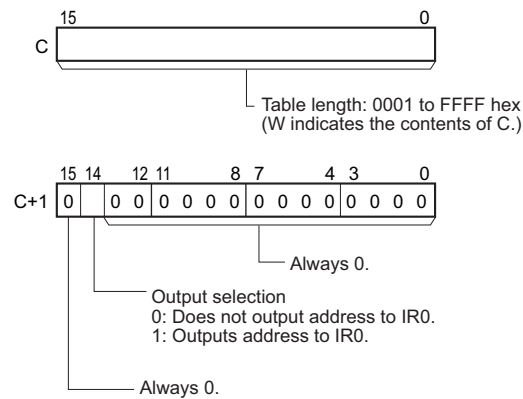 15 0
C
Table length: 0001 to FFFF hex
(W indicates the contents of C.)
15 14 12 11 8 7 4 3 0
C+1 0 0 0 0 0 0 0 0 0 0 0 0 0 0 0
Always 0.
Output selection
0: Does not output address to IR0.
1: Outputs address to IR0.
Always 0.